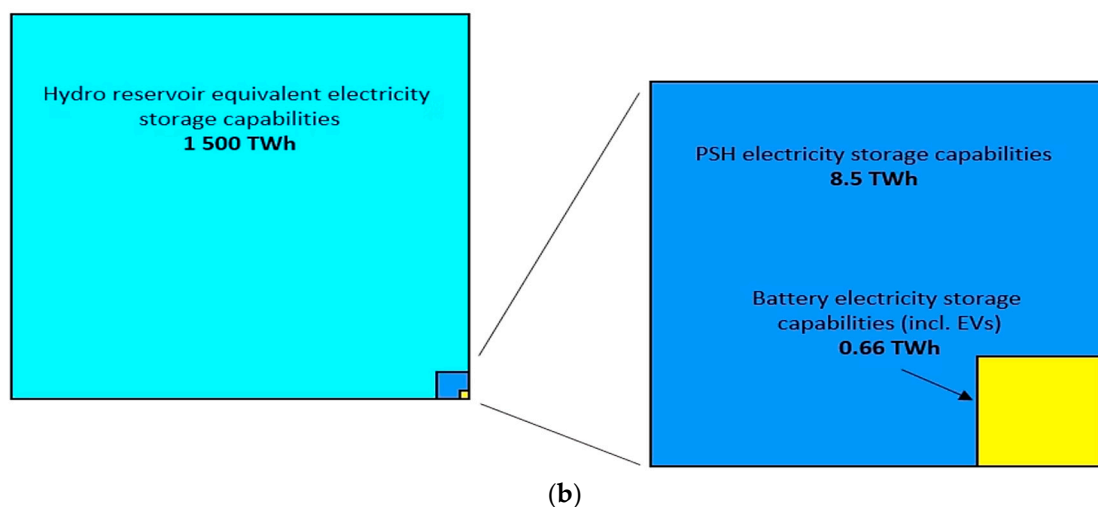 Hydro reservoir equivalent electricity
storage capabilities
1 500 TWh
PSH electricity storage capabilities
8.5 TWh
Battery electricity storage
capabilities (incl. EVs)
0.66 TWh
(b)